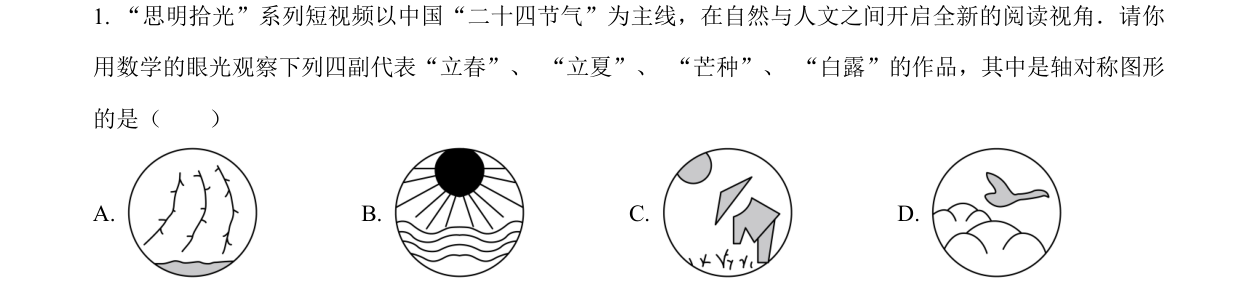 1. “思明拾光”系列短视频以中国“二十四节气”为主线，在自然与人文之间开启全新的阅读视角．请你
用数学的眼光观察下列四副代表“立春”、 “立夏”、 “芒种”、 “白露”的作品，其中是轴对称图形
的是（　　）
A. B. C. D.